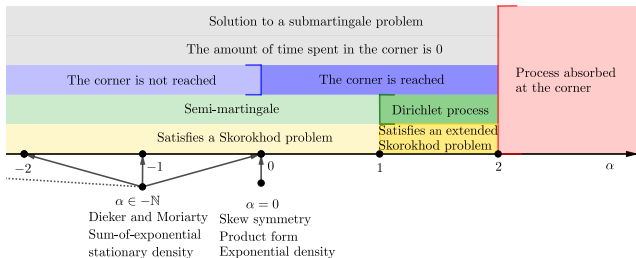 Solution to a submartingale problem
The amount of time spent in the corner is 0
Process absorbed
at the corner
The corner is not reached
The corner is reached
Semi-martingale
Dirichlet process
Satisfies a Skorokhod problem
Satisfies an extended
Skorokhod problem
−2
−1
0
1
2
α
α ∈ −ℕ
Dieker and Moriarty
Sum-of-exponential
stationary density
α = 0
Skew symmetry
Product form
Exponential density